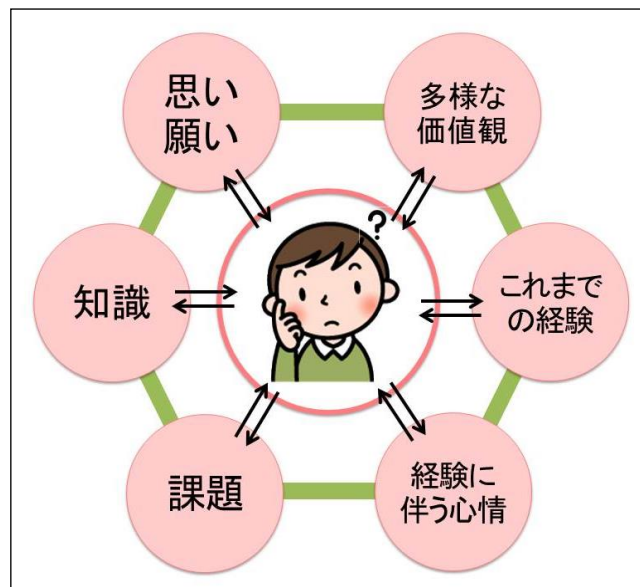 思い
願い
多様な
価値観
?
知識
これまで
の経験
課題
経験に
伴う心情